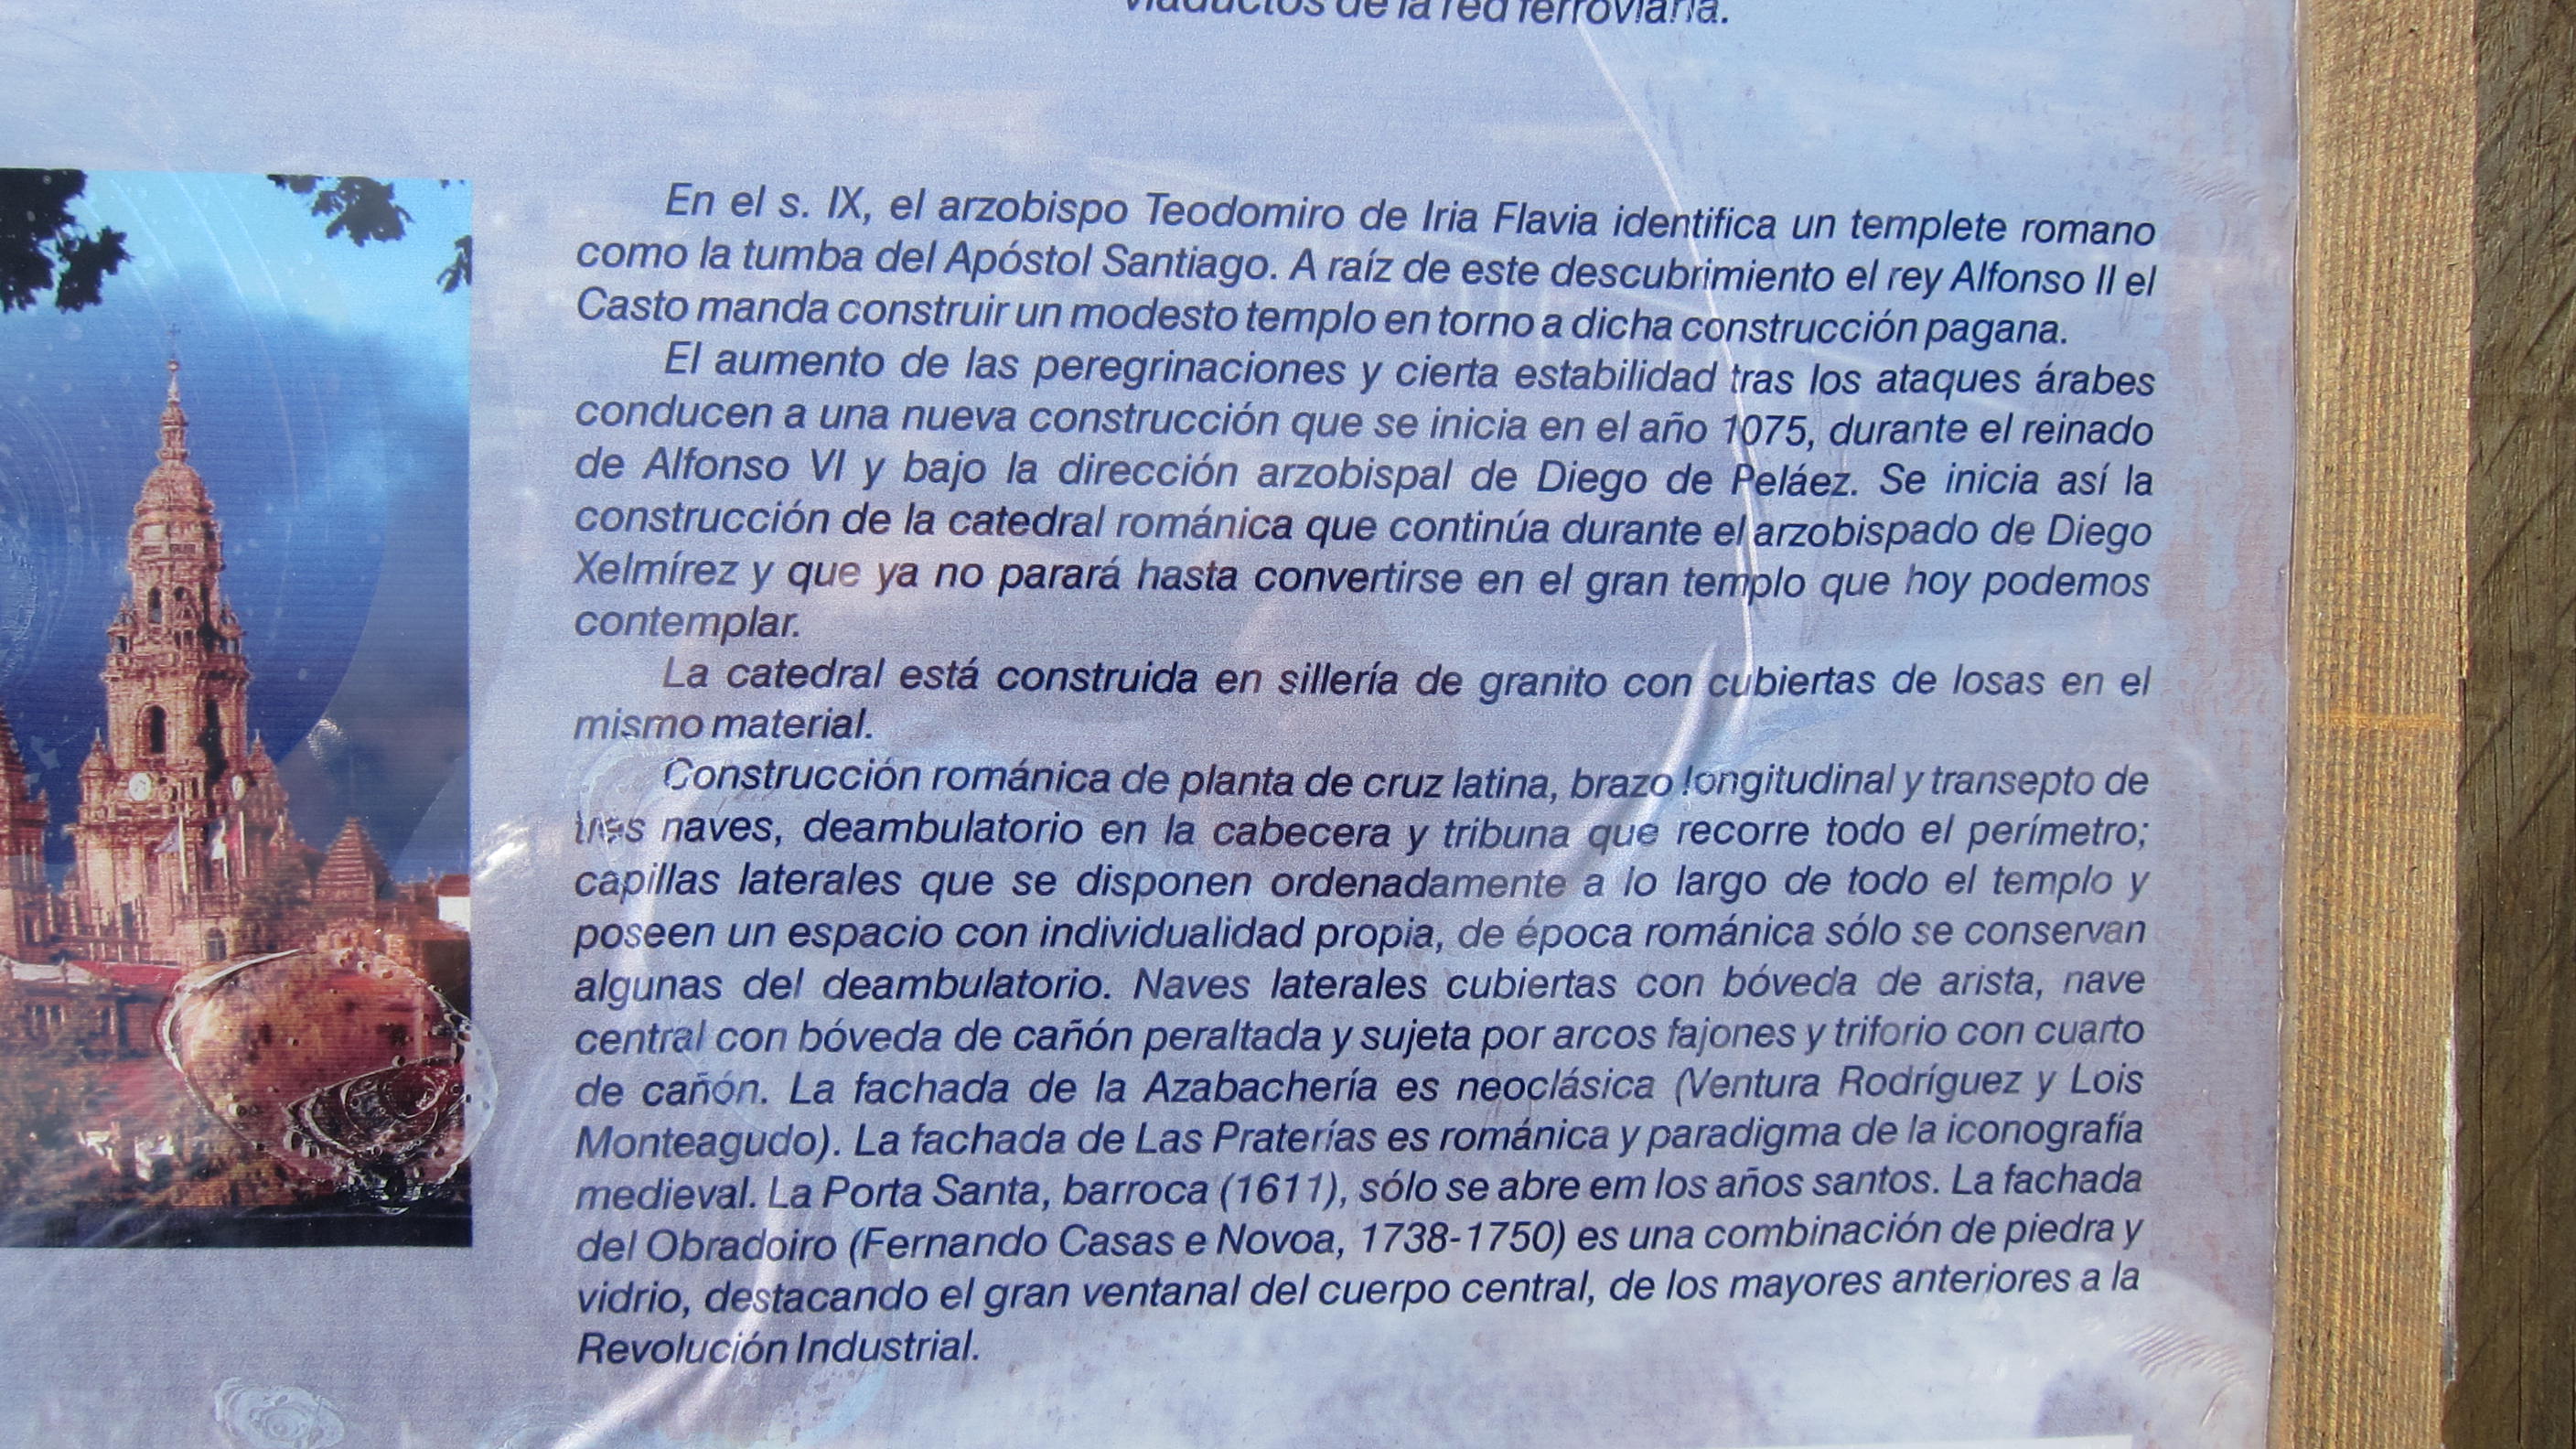 viaductos de la red ferroviaria.
En el s. IX, el arzobispo Teodomiro de Iria Flavia identifica un templete romano
como la tumba del Apóstol Santiago. A raíz de este descubrimiento el rey Alfonso II el
Casto manda construir un modesto templo en torno a dicha construcción pagana.
El aumento de las peregrinaciones y cierta estabilidad tras los ataques árabes
conducen a una nueva construcción que se inicia en el año 1075, durante el reinado
de Alfonso VI y bajo la dirección arzobispal de Diego de Peláez. Se inicia así la
construcción de la catedral románica que continúa durante el arzobispado de Diego
Xelmírez y que ya no parará hasta convertirse en el gran templo que hoy podemos
contemplar.
La catedral está construida en sillería de granito con cubiertas de losas en el
mismo material.
Construcción románica de planta de cruz latina, brazo longitudinal y transepto de
tres naves, deambulatorio en la cabecera y tribuna que recorre todo el perímetro;
capillas laterales que se disponen ordenadamente a lo largo de todo el templo y
poseen un espacio con individualidad propia, de época románica sólo se conservan
algunas del deambulatorio. Naves laterales cubiertas con bóveda de arista, nave
central con bóveda de cañón peraltada y sujeta por arcos fajones y triforio con cuarto
de cañón. La fachada de la Azabachería es neoclásica (Ventura Rodríguez y Lois
Monteagudo). La fachada de Las Praterías es románica y paradigma de la iconografía
medieval. La Porta Santa, barroca (1611), sólo se abre em los años santos. La fachada
del Obradoiro (Fernando Casas e Novoa, 1738-1750) es una combinación de piedra y
vidrio, destacando el gran ventanal del cuerpo central, de los mayores anteriores a la
Revolución Industrial.